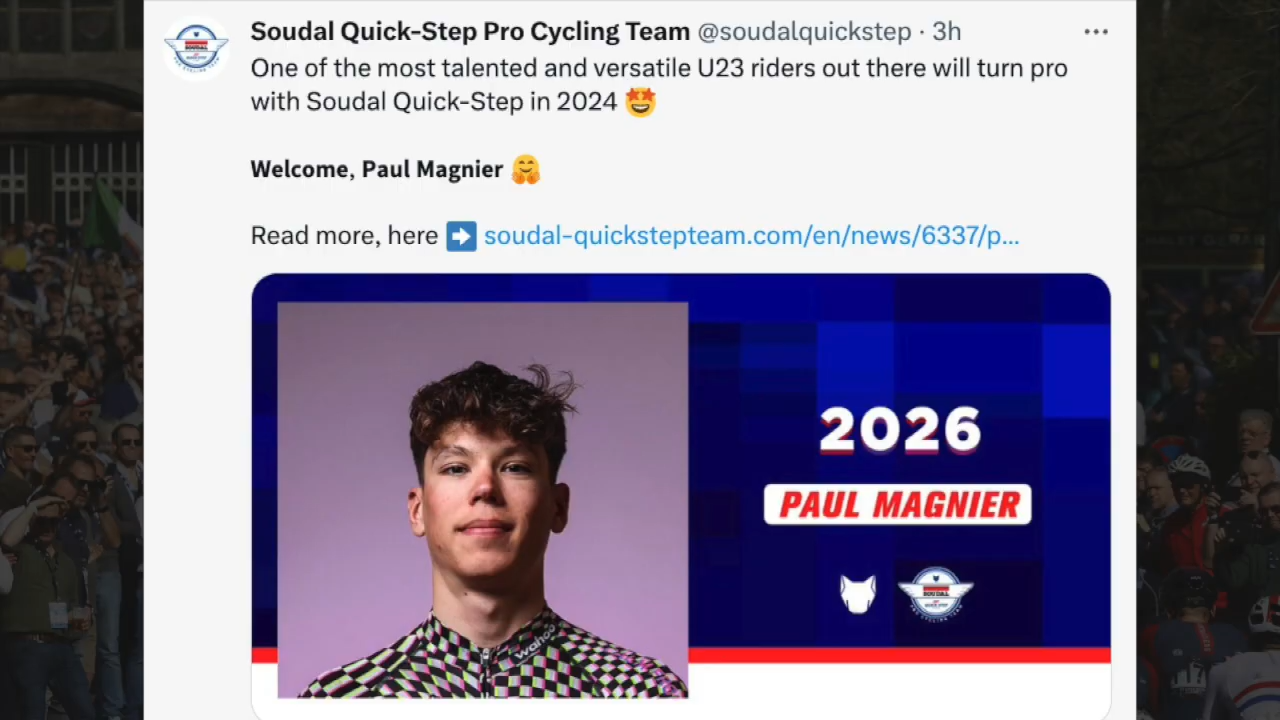 Soudal Quick-Step Pro Cycling Team @soudalquickstep · 3h
One of the most talented and versatile U23 riders out there will turn pro
with Soudal Quick-Step in 2024 🤩
Welcome, Paul Magnier 🤗
Read more, here ➡️ soudal-quickstepteam.com/en/news/6337/p...
2026
PAUL MAGNIER
SOUDAL
wahoo